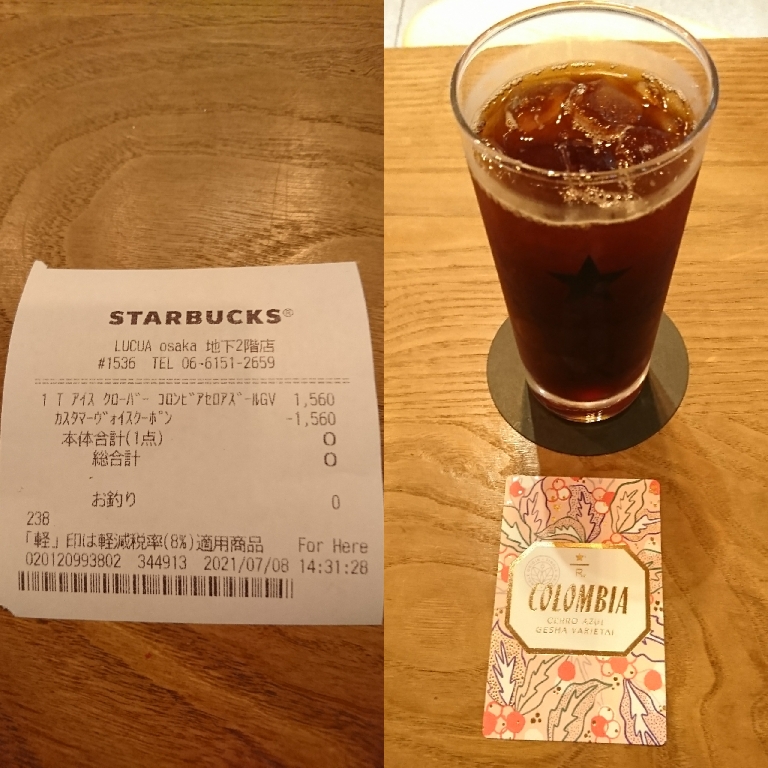 STARBUCKS®
LUCUA osaka 地下2階店
#1536 TEL 06-6151-2659
1 T アイス クローバー コロンビアセロアズールGV 1,560
カスタマーヴォイスクーポン -1,560
本体合計(1点) 0
総合計 0
お釣り 0
238
「軽」印は軽減税率(8%)適用商品 For Here
020120993802 344913 2021/07/08 14:31:28
R
COLOMBIA
CERRO AZUL
GESHA VARIETAL